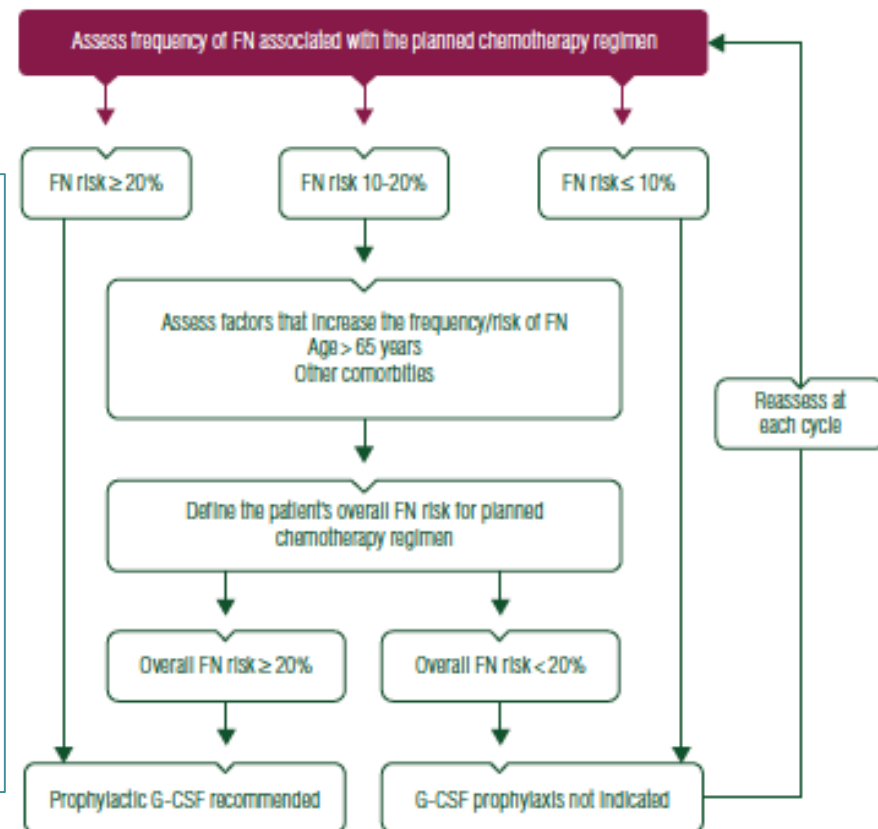 Assess frequency of FN associated with the planned chemotherapy regimen
FN risk ≥ 20%
FN risk 10-20%
FN risk ≤ 10%
Assess factors that increase the frequency/risk of FN
Age > 65 years
Other comorbities
Reassess at
each cycle
Define the patient's overall FN risk for planned
chemotherapy regimen
Overall FN risk ≥ 20%
Overall FN risk < 20%
Prophylactic G-CSF recommended
G-CSF prophylaxis not indicated